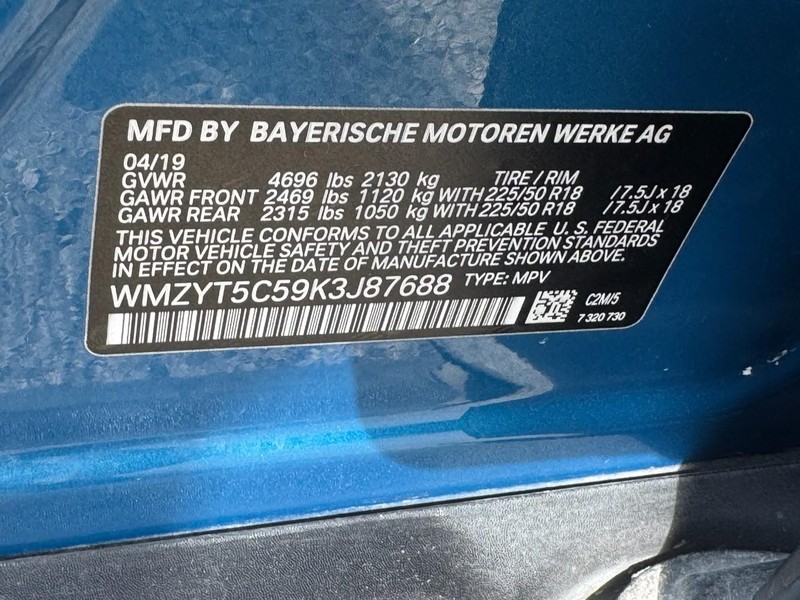 MFD BY BAYERISCHE MOTOREN WERKE AG
04/19
GVWR 4696 lbs 2130 kg TIRE / RIM
GAWR FRONT 2469 lbs 1120 kg WITH 225/50 R18 / 7.5J x 18
GAWR REAR 2315 lbs 1050 kg WITH 225/50 R18 / 7.5J x 18
THIS VEHICLE CONFORMS TO ALL APPLICABLE U.S. FEDERAL
MOTOR VEHICLE SAFETY AND THEFT PREVENTION STANDARDS
IN EFFECT ON THE DATE OF MANUFACTURE SHOWN ABOVE.
WMZYT5C59K3J87688 TYPE: MPV
C2M/5
7 320 730